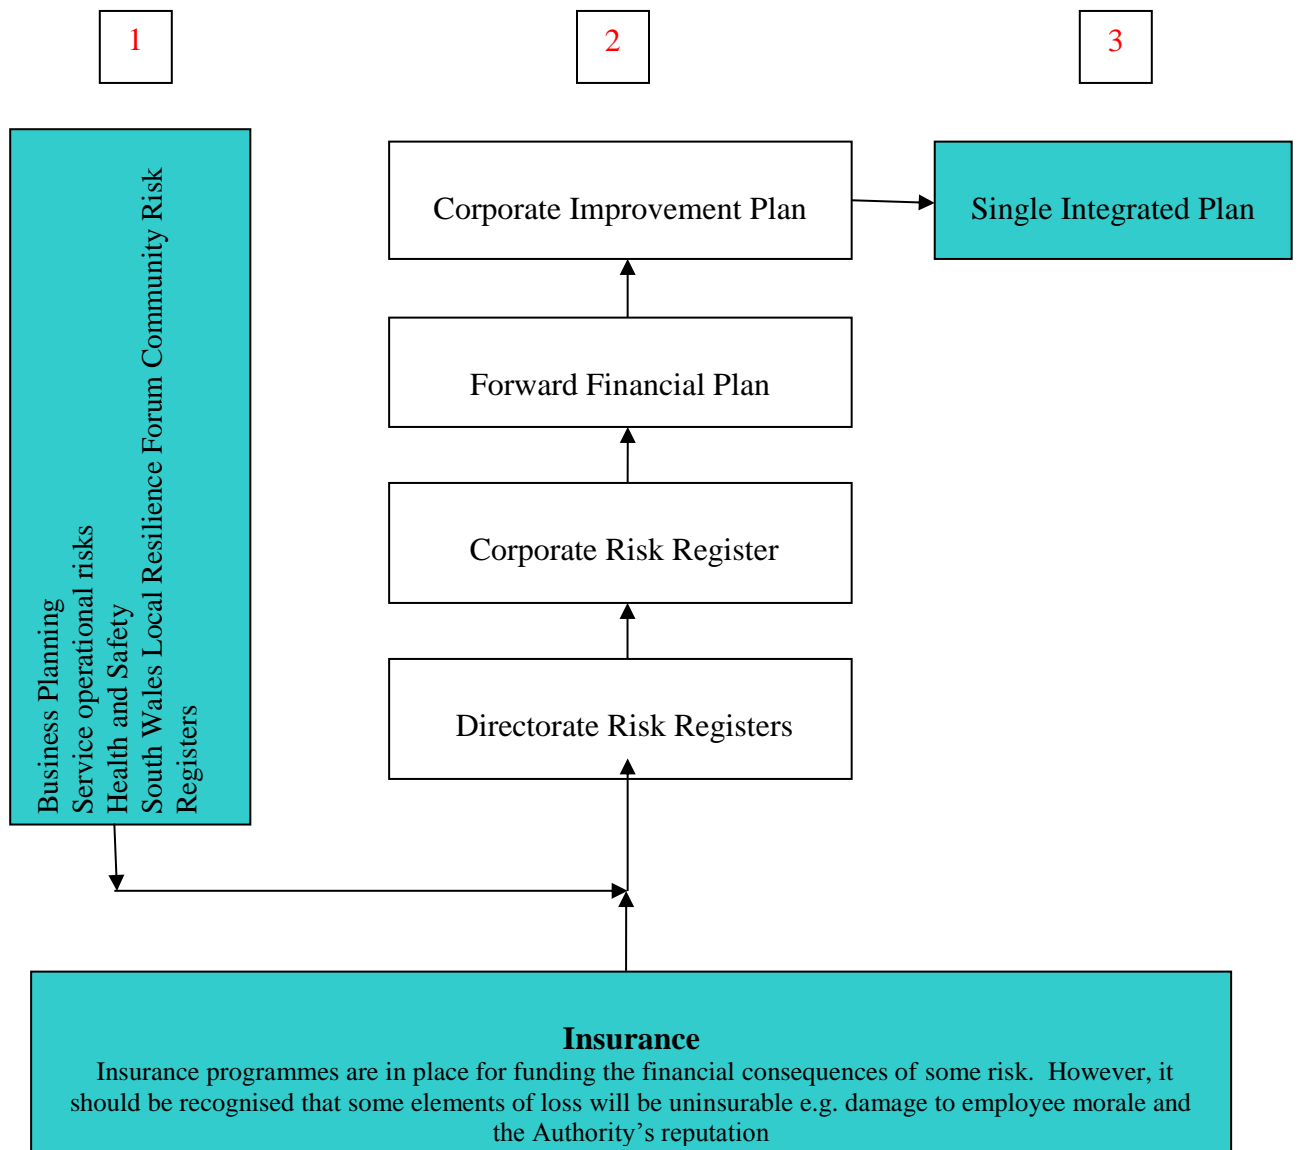 1
2
3
Business Planning
Service operational risks
Health and Safety
South Wales Local Resilience Forum Community Risk
Registers
Corporate Improvement Plan
Single Integrated Plan
Forward Financial Plan
Corporate Risk Register
Directorate Risk Registers
Insurance
Insurance programmes are in place for funding the financial consequences of some risk.  However, it
should be recognised that some elements of loss will be uninsurable e.g. damage to employee morale and
the Authority’s reputation